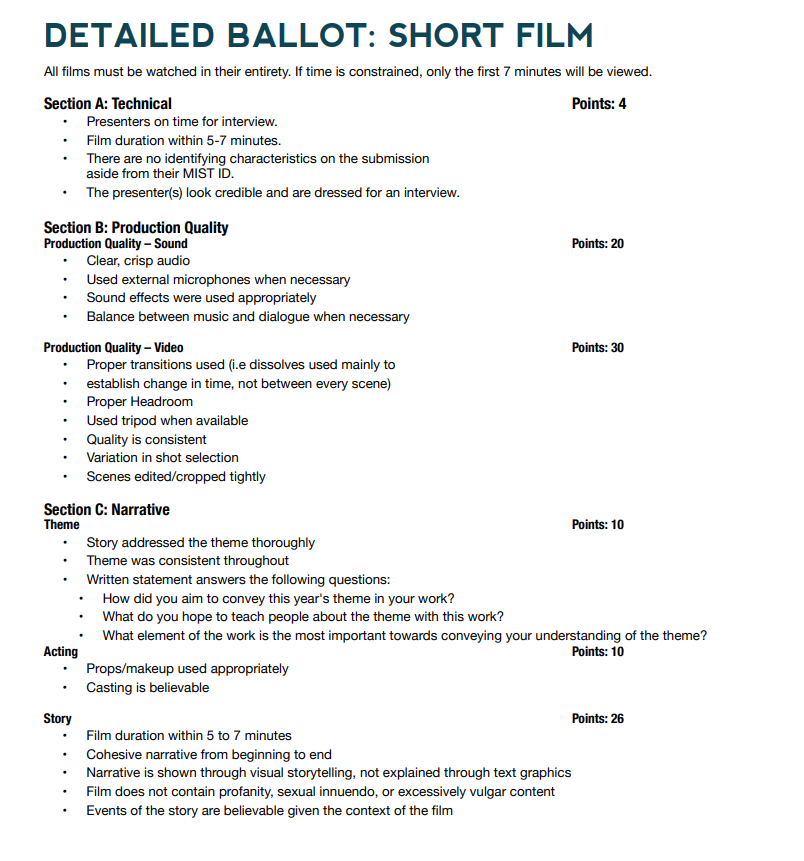 DETAILED BALLOT: SHORT FILM
All films must be watched in their entirety. If time is constrained, only the first 7 minutes will be viewed.
Section A: Technical Points: 4
• Presenters on time for interview.
• Film duration within 5-7 minutes.
• There are no identifying characteristics on the submission
aside from their MIST ID.
• The presenter(s) look credible and are dressed for an interview.
Section B: Production Quality
Production Quality – Sound Points: 20
• Clear, crisp audio
• Used external microphones when necessary
• Sound effects were used appropriately
• Balance between music and dialogue when necessary
Production Quality – Video Points: 30
• Proper transitions used (i.e dissolves used mainly to
• establish change in time, not between every scene)
• Proper Headroom
• Used tripod when available
• Quality is consistent
• Variation in shot selection
• Scenes edited/cropped tightly
Section C: Narrative
Theme Points: 10
• Story addressed the theme thoroughly
• Theme was consistent throughout
• Written statement answers the following questions:
• How did you aim to convey this year's theme in your work?
• What do you hope to teach people about the theme with this work?
• What element of the work is the most important towards conveying your understanding of the theme?
Acting Points: 10
• Props/makeup used appropriately
• Casting is believable
Story Points: 26
• Film duration within 5 to 7 minutes
• Cohesive narrative from beginning to end
• Narrative is shown through visual storytelling, not explained through text graphics
• Film does not contain profanity, sexual innuendo, or excessively vulgar content
• Events of the story are believable given the context of the film